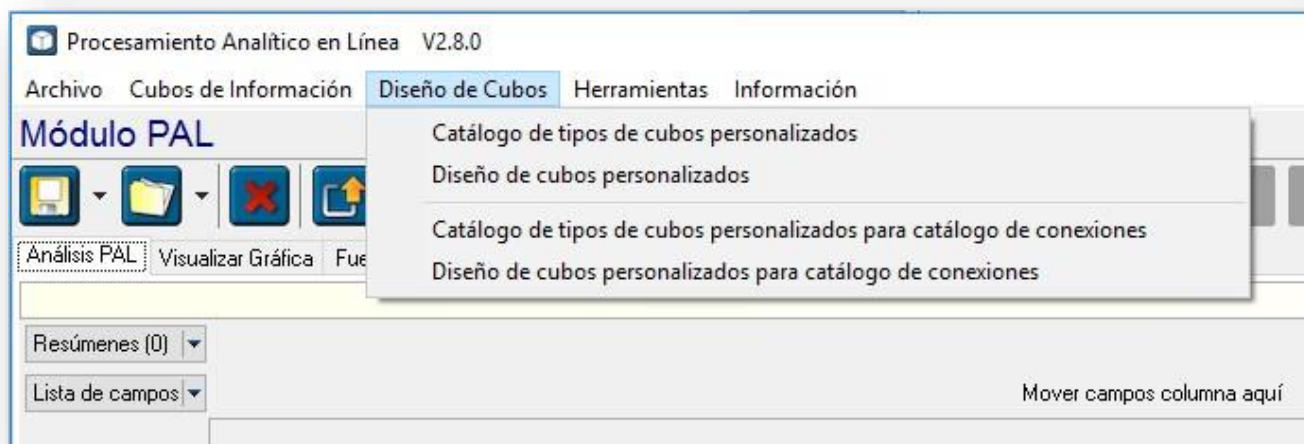 Procesamiento Analítico en Línea V2.8.0
Archivo Cubos de Información Diseño de Cubos Herramientas Información
Módulo PAL
Catálogo de tipos de cubos personalizados
Diseño de cubos personalizados
Catálogo de tipos de cubos personalizados para catálogo de conexiones
Diseño de cubos personalizados para catálogo de conexiones
Análisis PAL Visualizar Gráfica Fue
Resúmenes (0)
Lista de campos
Mover campos columna aquí